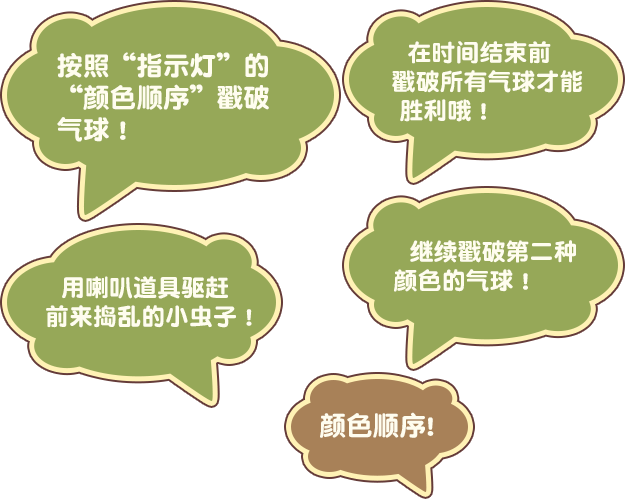 按照“指示灯”的
“颜色顺序”戳破
气球！
在时间结束前
戳破所有气球才能
胜利哦！
用喇叭道具驱赶
前来捣乱的小虫子！
继续戳破第二种
颜色的气球！
颜色顺序!